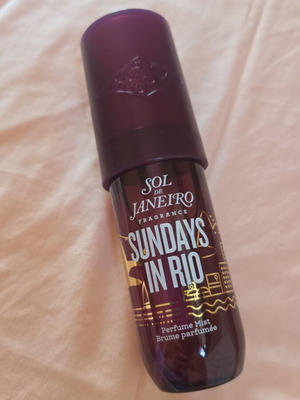 SOL
DE
JANEIRO
FRAGRANCE
SUNDAYS
IN RIO
Perfume Mist
Brume parfumée